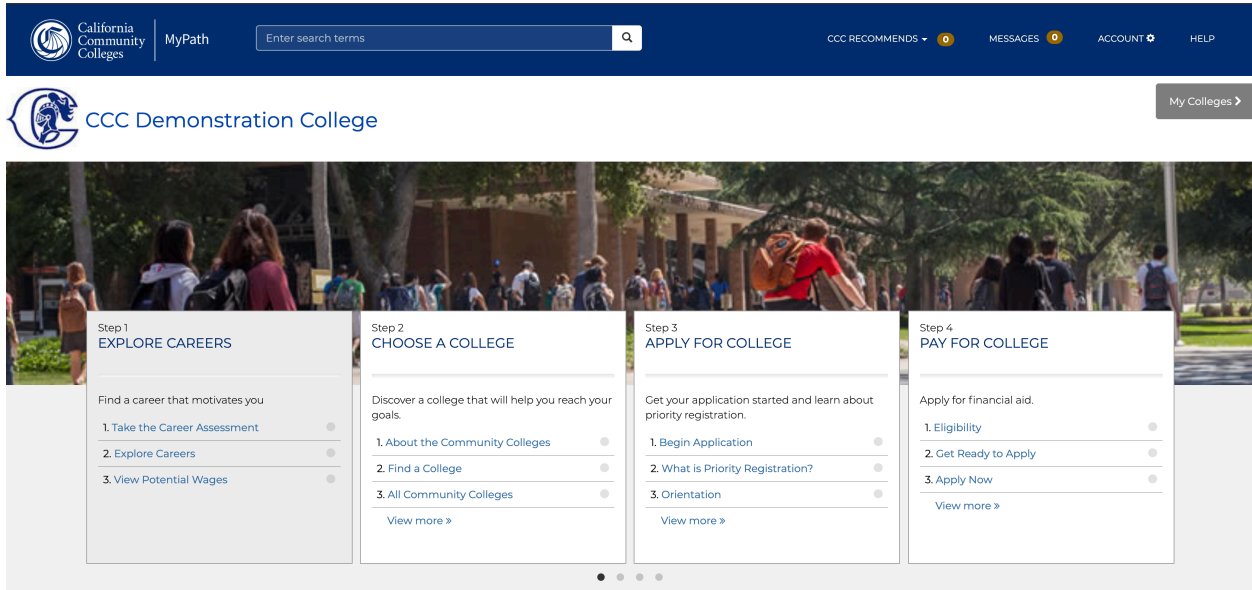 California
Community
Colleges
MyPath
Enter search terms
CCC RECOMMENDS 0
MESSAGES 0
ACCOUNT
HELP
CCC Demonstration College
My Colleges
Step 1
EXPLORE CAREERS
Find a career that motivates you
1. Take the Career Assessment
2. Explore Careers
3. View Potential Wages
Step 2
CHOOSE A COLLEGE
Discover a college that will help you reach your
goals.
1. About the Community Colleges
2. Find a College
3. All Community Colleges
View more »
Step 3
APPLY FOR COLLEGE
Get your application started and learn about
priority registration.
1. Begin Application
2. What is Priority Registration?
3. Orientation
View more »
Step 4
PAY FOR COLLEGE
Apply for financial aid.
1. Eligibility
2. Get Ready to Apply
3. Apply Now
View more »